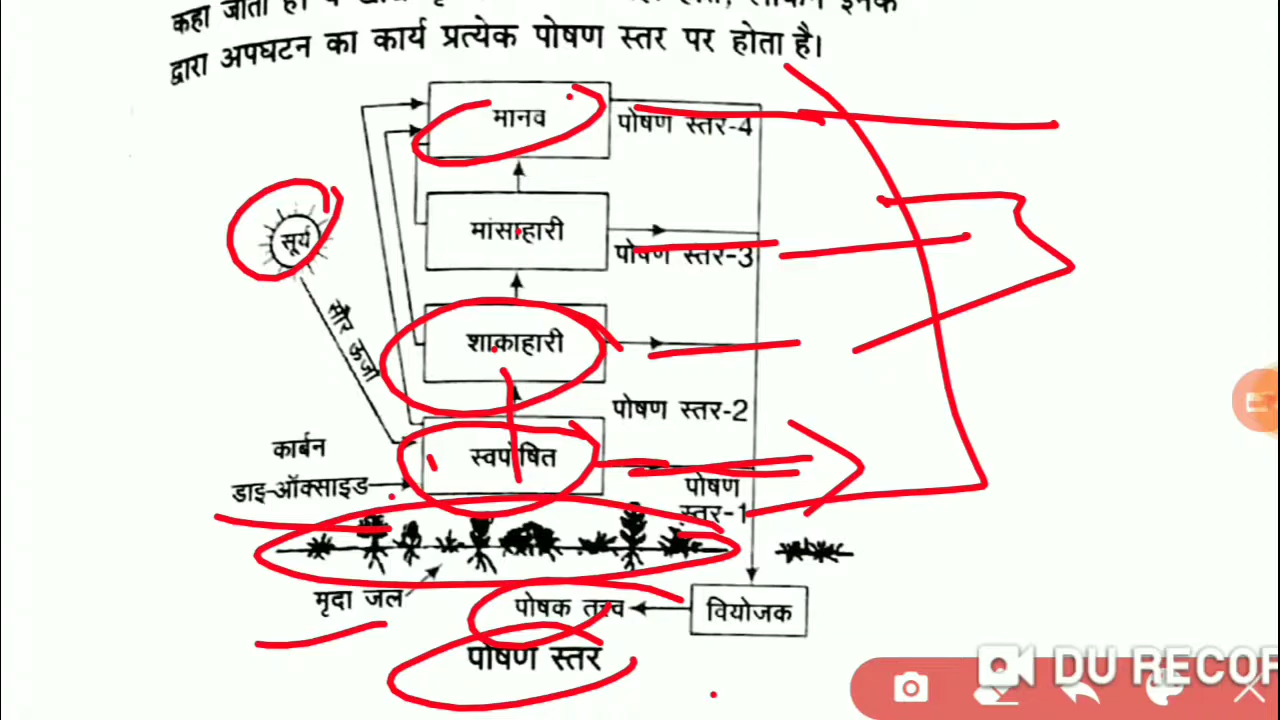 कहा जाता है।
द्वारा अपघटन का कार्य प्रत्येक पोषण स्तर पर होता है।
मानव
पोषण स्तर-4
सूर्य
मांसाहारी
पोषण स्तर-3
सौर ऊर्जा
शाकाहारी
पोषण स्तर-2
कार्बन
डाइ-ऑक्साइड
स्वपोषित
पोषण
स्तर-1
मृदा जल
पोषक तत्त्व
वियोजक
पोषण स्तर
DU RECOR